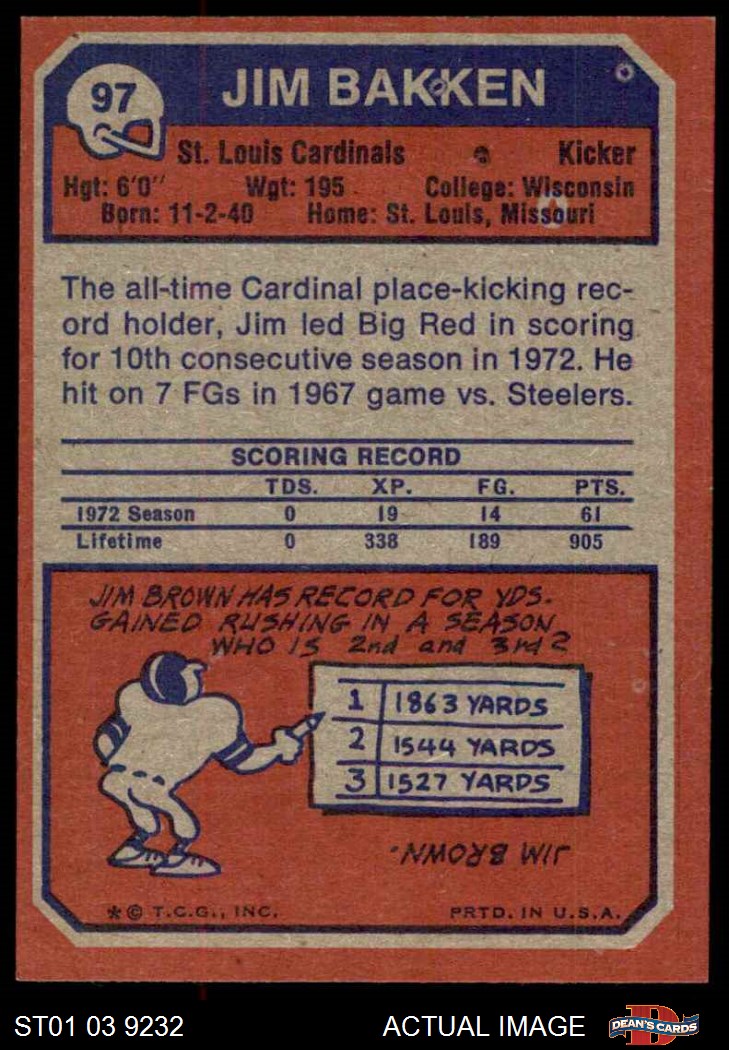 97
JIM BAKKEN
St. Louis Cardinals Kicker
Hgt: 6'0" Wgt: 195 College: Wisconsin
Born: 11-2-40 Home: St. Louis, Missouri
The all-time Cardinal place-kicking rec-
ord holder, Jim led Big Red in scoring
for 10th consecutive season in 1972. He
hit on 7 FGs in 1967 game vs. Steelers.
SCORING RECORD
TDS. XP. FG. PTS.
1972 Season 0 19 14 61
Lifetime 0 338 189 905
JIM BROWN HAS RECORD FOR YDS.
GAINED RUSHING IN A SEASON
WHO IS 2nd and 3rd?
1 1863 YARDS
2 1544 YARDS
3 1527 YARDS
JIM BROWN.
* © T.C.G., INC. PRTD. IN U.S.A.
ST01 03 9232 ACTUAL IMAGE DEAN'S CARDS